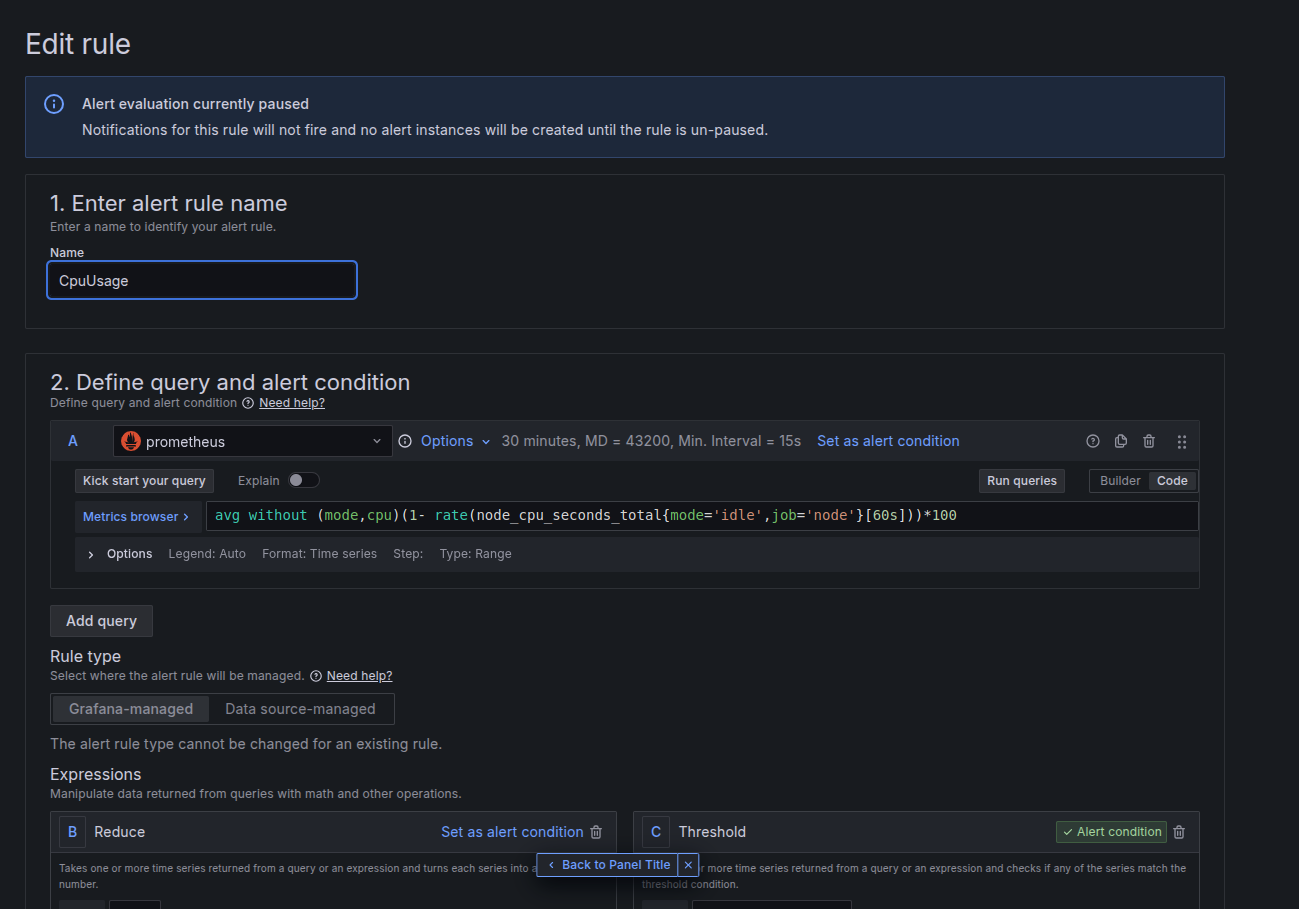 Edit rule
Alert evaluation currently paused
Notifications for this rule will not fire and no alert instances will be created until the rule is un-paused.
1. Enter alert rule name
Enter a name to identify your alert rule.
Name
CpuUsage
2. Define query and alert condition
Define query and alert condition Need help?
A prometheus Options 30 minutes, MD = 43200, Min. Interval = 15s Set as alert condition
Kick start your query Explain Run queries Builder Code
Metrics browser > avg without (mode,cpu)(1- rate(node_cpu_seconds_total{mode='idle',job='node'}[60s]))*100
> Options Legend: Auto Format: Time series Step: Type: Range
Add query
Rule type
Select where the alert rule will be managed. Need help?
Grafana-managed Data source-managed
The alert rule type cannot be changed for an existing rule.
Expressions
Manipulate data returned from queries with math and other operations.
B Reduce Set as alert condition
C Threshold Alert condition
Takes one or more time series returned from a query or an expression and turns each series into a
number.
‹ Back to Panel Title ×
or more time series returned from a query or an expression and checks if any of the series match the
threshold condition.